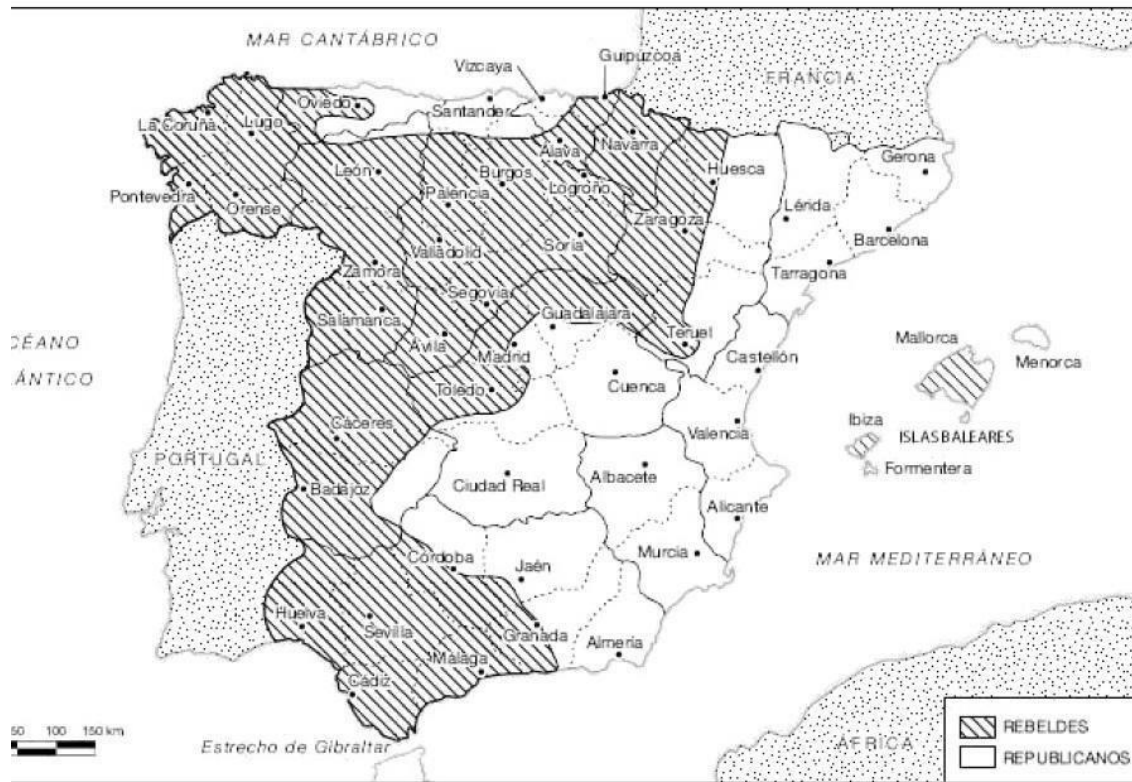 MAR CANTÁBRICO
Vizcaya
Guipuzcoa
FRANCIA
Oviedo
Santander
La Coruña
Lugo
Álava
Navarra
Huesca
Gerona
León
Burgos
Palencia
Logroño
Pontevedra
Orense
Lérida
Zaragoza
Barcelona
Valladolid
Soria
Zamora
Tarragona
Segovia
Salamanca
Guadalajara
Ávila
Madrid
Teruel
Castellón
Mallorca
Menorca
CÉANO
ÁNTICO
Toledo
Cuenca
Cáceres
Valencia
Ibiza
ISLAS BALEARES
PORTUGAL
Formentera
Ciudad Real
Albacete
Badajoz
Alicante
Córdoba
Jaén
Murcia
MAR MEDITERRÁNEO
Huelva
Sevilla
Granada
Almería
Málaga
Cádiz
50 100 150 km
Estrecho de Gibraltar
ÁFRICA
REBELDES
REPUBLICANOS